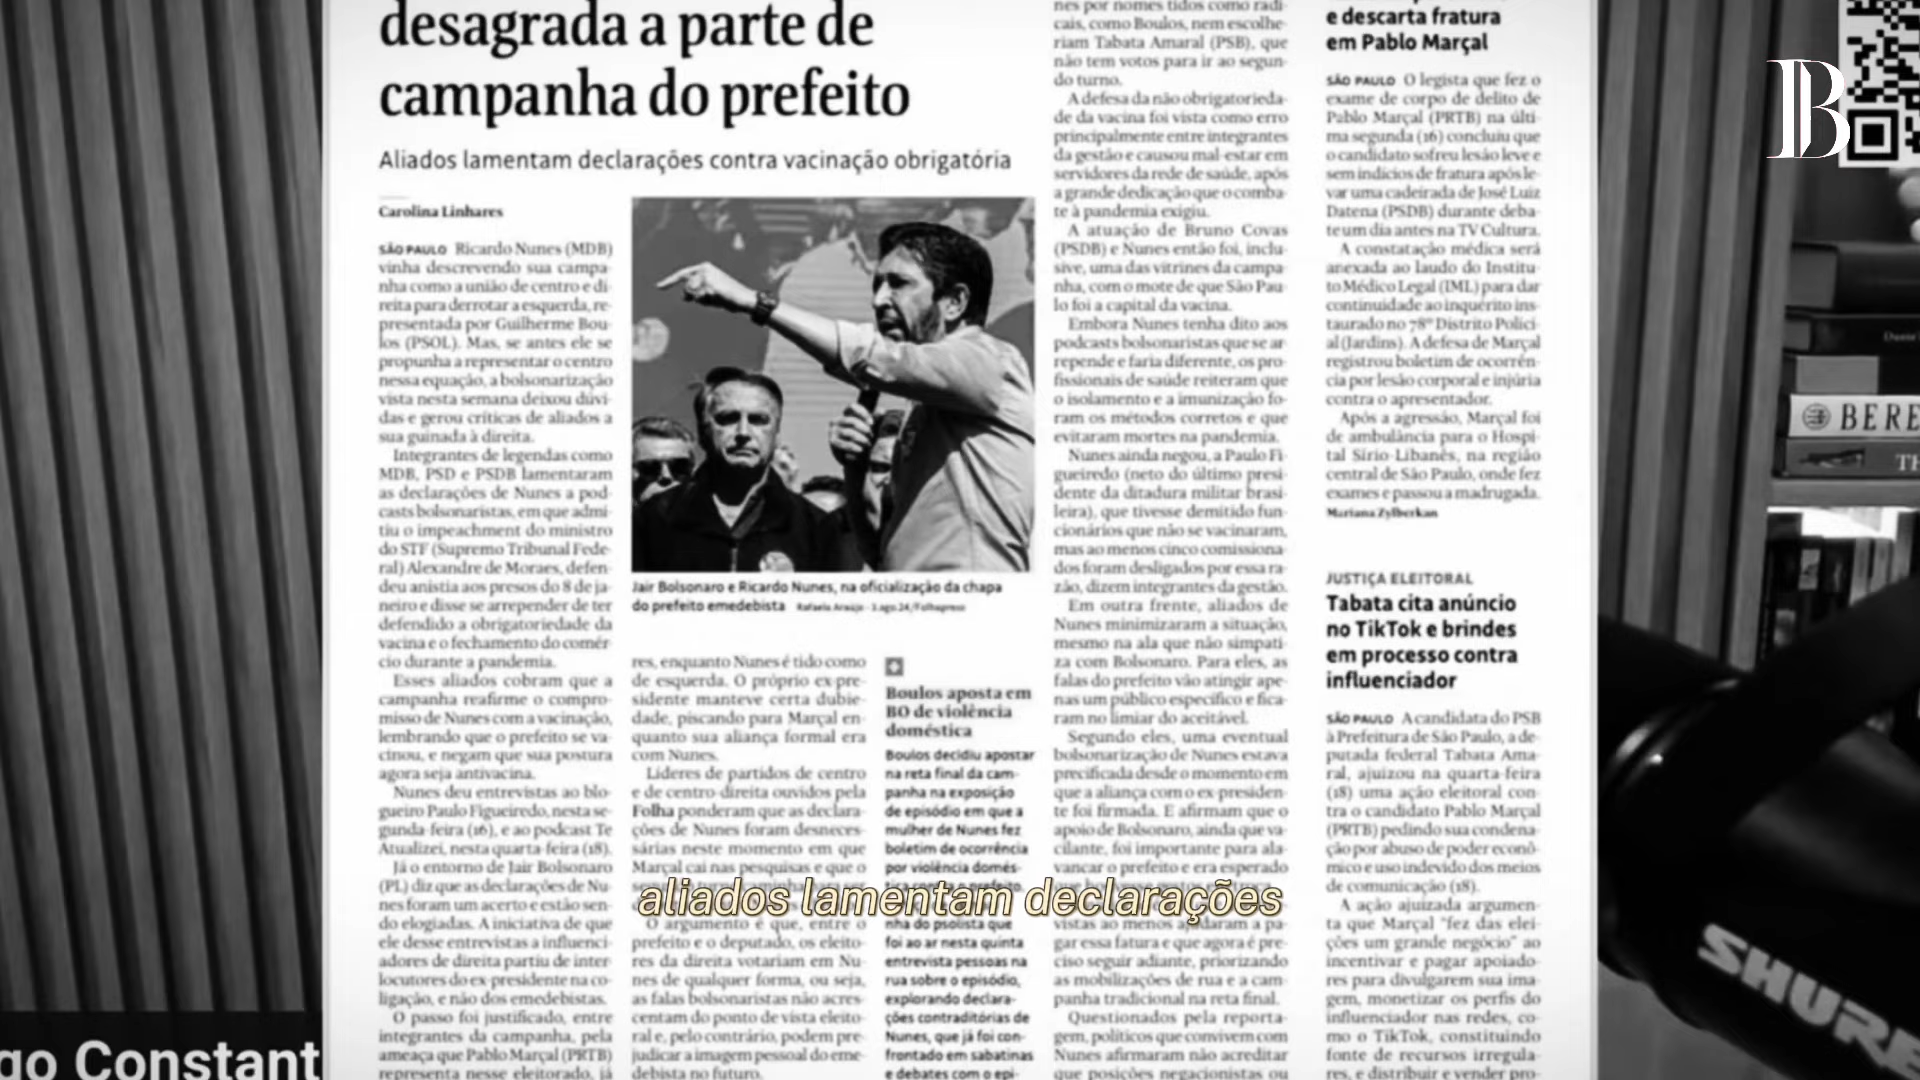 desagrada a parte de
campanha do prefeito
Aliados lamentam declarações contra vacinação obrigatória
Carolina Linhares
SÃO PAULO Ricardo Nunes (MDB)
vinha descrevendo sua campa-
nha como a união de centro e di-
reita para derrotar a esquerda, re-
presentada por Guilherme Bou-
los (PSOL). Mas, se antes ele se
propunha a representar o centro
nessa equação, a bolsonarização
vista nesta semana deixou dúvi-
das e gerou críticas de aliados a
sua guinada à direita.
Integrantes de legendas como
MDB, PSD e PSDB lamentaram
as declarações de Nunes a pod-
casts bolsonaristas, em que admi-
tiu o impeachment do ministro
do STF (Supremo Tribunal Fede-
ral) Alexandre de Moraes, defen-
deu anistia aos presos do 8 de ja-
neiro e disse se arrepender de ter
defendido a obrigatoriedade da
vacina e o fechamento do comér-
cio durante a pandemia.
Esses aliados cobram que a
campanha reafirme o compro-
misso de Nunes com a vacinação,
lembrando que o prefeito se va-
cinou, e negam que sua postura
agora seja antivacina.
Nunes deu entrevistas ao blo-
gueiro Paulo Figueiredo, nesta se-
gunda-feira (16), e ao podcast Te
Atualizei, nesta quarta-feira (18).
Já o entorno de Jair Bolsonaro
(PL) diz que as declarações de Nu-
nes foram um acerto e estão sen-
do elogiadas. A iniciativa de que
ele desse entrevistas a influenci-
adores de direita partiu de inter-
locutores do ex-presidente na co-
ligação, e não dos emedebistas.
O passo foi justificado, entre
integrantes da campanha, pela
ameaça que Pablo Marçal (PRTB)
representa nesse eleitorado, já
Jair Bolsonaro e Ricardo Nunes, na oficialização da chapa
do prefeito emedebista Rafaela Araújo - 3.ago.24/Folhapress
res, enquanto Nunes é tido como
de esquerda. O próprio ex-pre-
sidente manteve certa dubie-
dade, piscando para Marçal en-
quanto sua aliança formal era
com Nunes.
Líderes de partidos de centro
e de centro-direita ouvidos pela
Folha ponderam que as declara-
ções de Nunes foram desneces-
sárias neste momento em que
Marçal cai nas pesquisas e que o
O argumento é que, entre o
prefeito e o deputado, os eleito-
res da direita votariam em Nu-
nes de qualquer forma, ou seja,
as falas bolsonaristas não acres-
centam do ponto de vista eleito-
ral e, pelo contrário, podem pre-
judicar a imagem pessoal do eme-
debista no futuro.
Boulos aposta em
BO de violência
doméstica
Boulos decidiu apostar
na reta final da cam-
panha na exposição
de episódio em que a
mulher de Nunes fez
boletim de ocorrência
por violência domés-
nha do psolista que
foi ao ar nesta quinta
entrevista pessoas na
rua sobre o episódio,
explorando declara-
ções contraditórias de
Nunes, que já foi con-
frontado em sabatinas
e debates com o epi-
nes por nomes tidos como radi-
cais, como Boulos, nem escolhe-
riam Tabata Amaral (PSB), que
não tem votos para ir ao segun-
do turno.
A defesa da não obrigatorieda-
de da vacina foi vista como erro
principalmente entre integrantes
da gestão e causou mal-estar em
servidores da rede de saúde, após
a grande dedicação que o comba-
te à pandemia exigiu.
A atuação de Bruno Covas
(PSDB) e Nunes então foi, inclu-
sive, uma das vitrines da campa-
nha, com o mote de que São Pau-
lo foi a capital da vacina.
Embora Nunes tenha dito aos
podcasts bolsonaristas que se ar-
repende e faria diferente, os pro-
fissionais de saúde reiteram que
o isolamento e a imunização fo-
ram os métodos corretos e que
evitaram mortes na pandemia.
Nunes ainda negou, a Paulo Fi-
gueiredo (neto do último presi-
dente da ditadura militar brasi-
leira), que tivesse demitido fun-
cionários que não se vacinaram,
mas ao menos cinco comissiona-
dos foram desligados por essa ra-
zão, dizem integrantes da gestão.
Em outra frente, aliados de
Nunes minimizaram a situação,
mesmo na ala que não simpati-
za com Bolsonaro. Para eles, as
falas do prefeito vão atingir ape-
nas um público específico e fica-
ram no limiar do aceitável.
Segundo eles, uma eventual
bolsonarização de Nunes estava
precificada desde o momento em
que a aliança com o ex-presiden-
te foi firmada. E afirmam que o
apoio de Bolsonaro, ainda que va-
cilante, foi importante para ala-
vancar o prefeito e era esperado
vistas ao menos ajudaram a pa-
gar essa fatura e que agora é pre-
ciso seguir adiante, priorizando
as mobilizações de rua e a cam-
panha tradicional na reta final.
Questionados pela reporta-
gem, políticos que convivem com
Nunes afirmaram não acreditar
que posições negacionistas ou
e descarta fratura
em Pablo Marçal
SÃO PAULO O legista que fez o
exame de corpo de delito de
Pablo Marçal (PRTB) na últi-
ma segunda (16) concluiu que
o candidato sofreu lesão leve e
sem indícios de fratura após le-
var uma cadeirada de José Luiz
Datena (PSDB) durante deba-
te um dia antes na TV Cultura.
A constatação médica será
anexada ao laudo do Institu-
to Médico Legal (IML) para dar
continuidade ao inquérito ins-
taurado no 78º Distrito Polici-
al (Jardins). A defesa de Marçal
registrou boletim de ocorrên-
cia por lesão corporal e injúria
contra o apresentador.
Após a agressão, Marçal foi
de ambulância para o Hospi-
tal Sírio-Libanês, na região
central de São Paulo, onde fez
exames e passou a madrugada.
Mariana Zylberkan
JUSTIÇA ELEITORAL
Tabata cita anúncio
no TikTok e brindes
em processo contra
influenciador
SÃO PAULO A candidata do PSB
à Prefeitura de São Paulo, a de-
putada federal Tabata Ama-
ral, ajuizou na quarta-feira
(18) uma ação eleitoral con-
tra o candidato Pablo Marçal
(PRTB) pedindo sua condena-
ção por abuso de poder econô-
mico e uso indevido dos meios
de comunicação (18).
A ação ajuizada argumen-
ta que Marçal "fez das elei-
ções um grande negócio" ao
incentivar e pagar apoiado-
res para divulgarem sua ima-
gem, monetizar os perfis do
influenciador nas redes, co-
mo o TikTok, constituindo
fonte de recursos irregula-
res, e distribuir e vender pro-
aliados lamentam declarações
go Constant
B
BERE
TH
SHURE